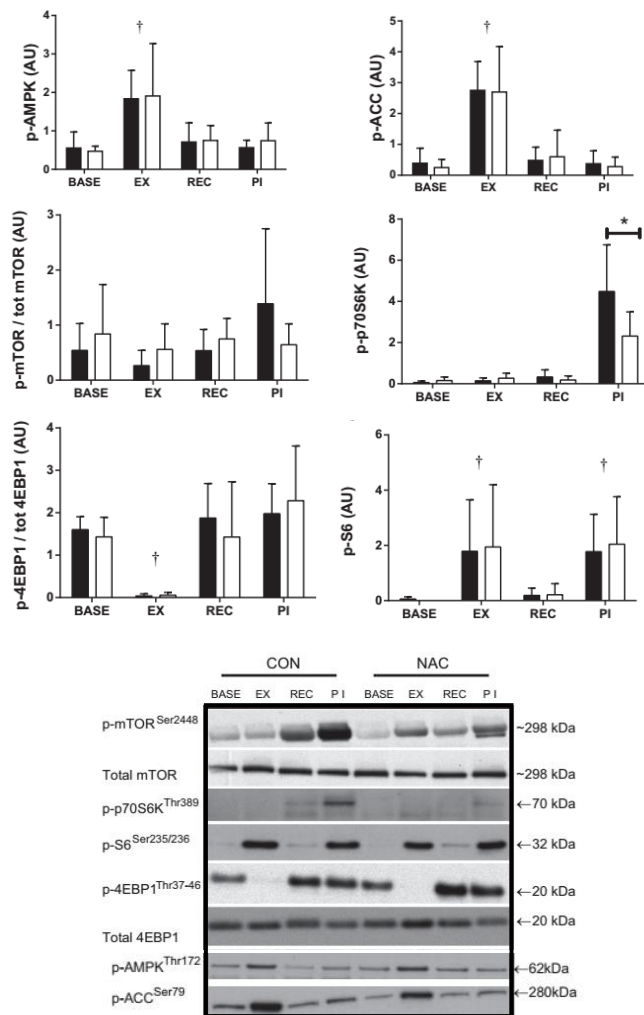 p-AMPK (AU)
4
3
2
1
0
†
BASE
EX
REC
PI
p-ACC (AU)
5
4
3
2
1
0
†
BASE
EX
REC
PI
p-mTOR / tot mTOR (AU)
3
2
1
0
BASE
EX
REC
PI
p-p70S6K (AU)
8
6
4
2
0
*
BASE
EX
REC
PI
p-4EBP1 / tot 4EBP1 (AU)
4
3
2
1
0
†
BASE
EX
REC
PI
p-S6 (AU)
6
4
2
0
†
†
BASE
EX
REC
PI
CON NAC
BASE EX REC P I BASE EX REC P I
p-mTOR Ser2448 ~298 kDa
Total mTOR ~298 kDa
p-p70S6K Thr389 ←70 kDa
p-S6 Ser235/236 ←32 kDa
p-4EBP1 Thr37-46 ←20 kDa
Total 4EBP1 ←20 kDa
p-AMPK Thr172 ←62kDa
p-ACC Ser79 ←280kDa